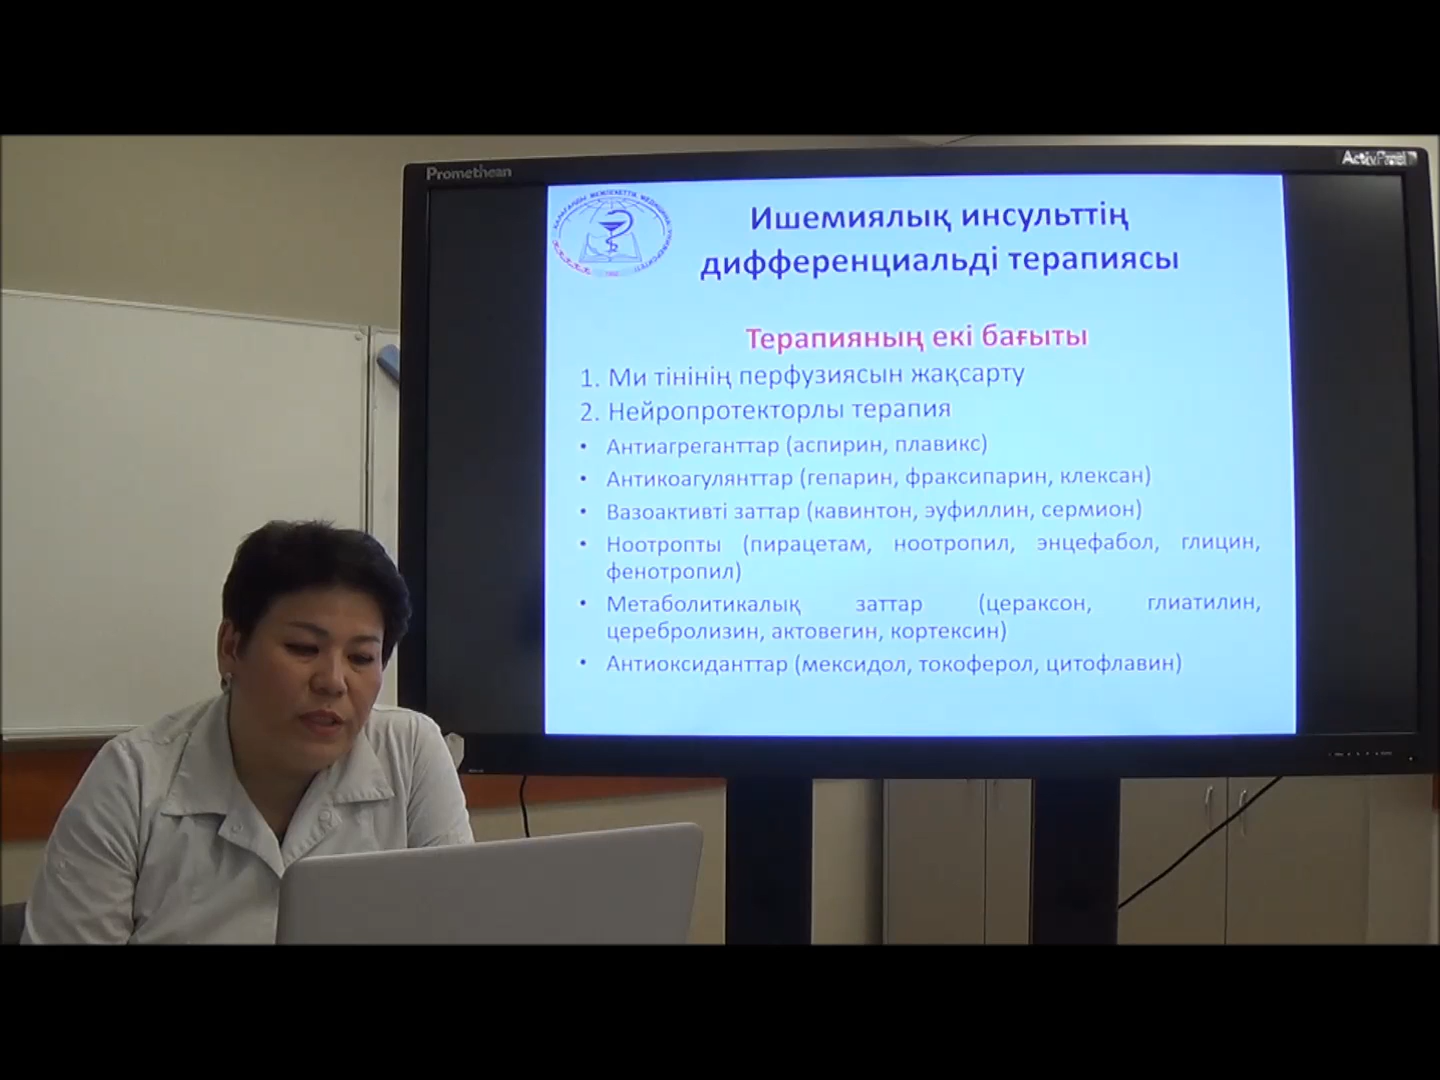 Promethean
ActivPanel
Ишемиялық инсульттің
дифференциальді терапиясы
Терапияның екі бағыты
1. Ми тінінің перфузиясын жақсарту
2. Нейропротекторлы терапия
• Антиагреганттар (аспирин, плавикс)
• Антикоагулянттар (гепарин, фраксипарин, клексан)
• Вазоактивті заттар (кавинтон, эуфиллин, сермион)
• Ноотропты (пирацетам, ноотропил, энцефабол, глицин,
фенотропил)
• Метаболитикалық заттар (цераксон, глиатилин,
церебролизин, актовегин, кортексин)
• Антиоксиданттар (мексидол, токоферол, цитофлавин)